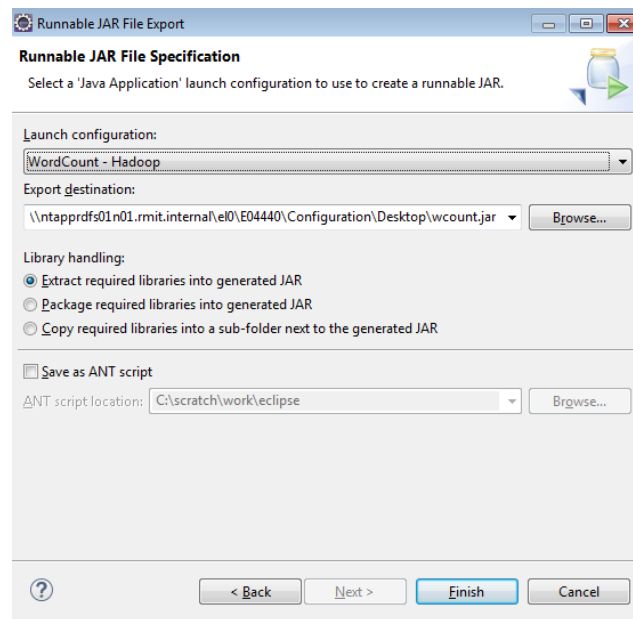 Runnable JAR File Export
Runnable JAR File Specification
Select a 'Java Application' launch configuration to use to create a runnable JAR.
Launch configuration:
WordCount - Hadoop
Export destination:
\\ntapprdfs01n01.rmit.internal\el0\E04440\Configuration\Desktop\wcount.jar
Browse...
Library handling:
Extract required libraries into generated JAR
Package required libraries into generated JAR
Copy required libraries into a sub-folder next to the generated JAR
Save as ANT script
ANT script location: C:\scratch\work\eclipse Browse...
? < Back Next > Finish Cancel